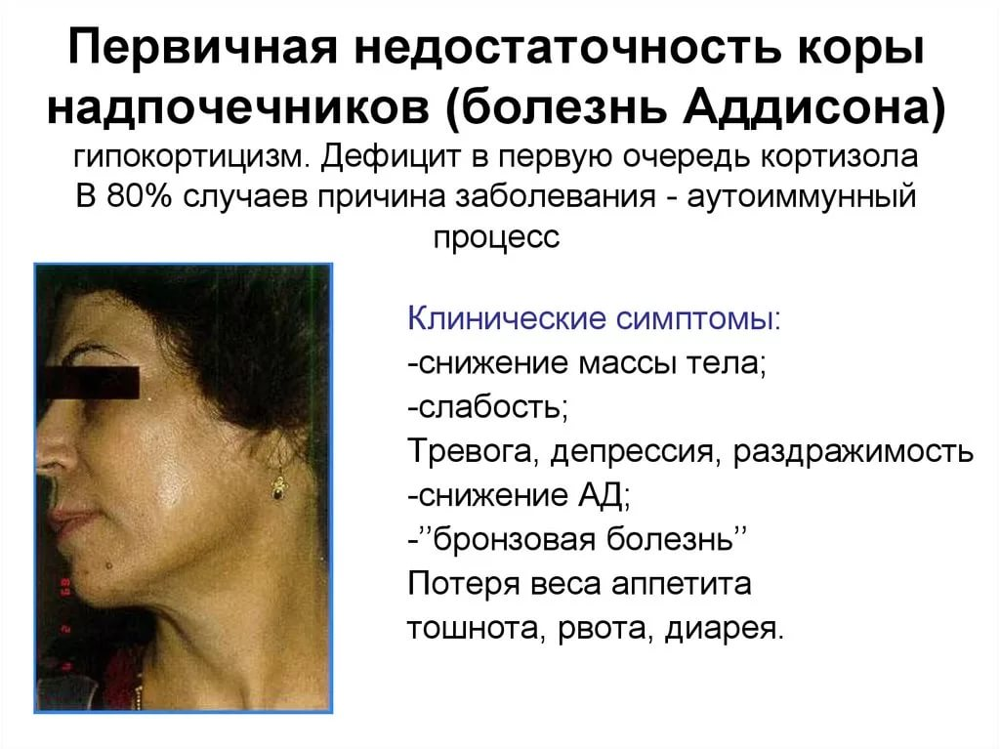 Первичная недостаточность коры
надпочечников (болезнь Аддисона)
гипокортицизм. Дефицит в первую очередь кортизола
В 80% случаев причина заболевания - аутоиммунный
процесс
Клинические симптомы:
-снижение массы тела;
-слабость;
Тревога, депрессия, раздражимость
-снижение АД;
-’’бронзовая болезнь’’
Потеря веса аппетита
тошнота, рвота, диарея.